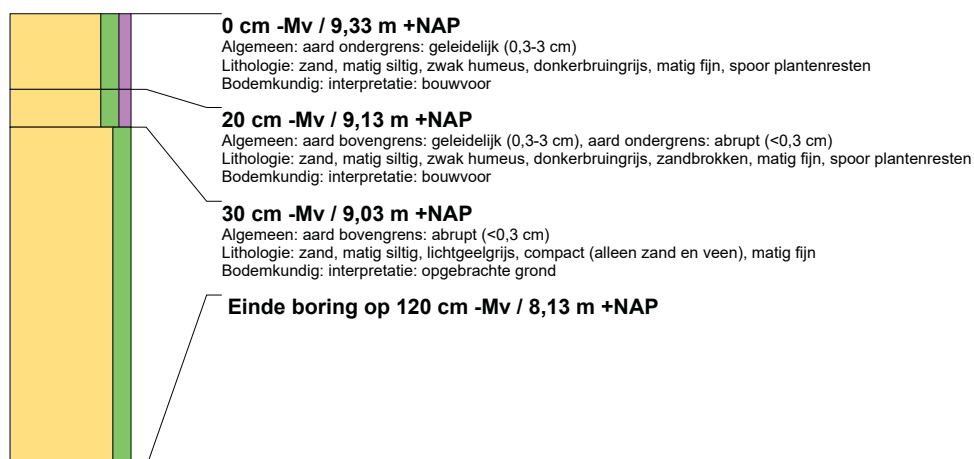 0 cm -Mv / 9,33 m +NAP
Algemeen: aard ondergrens: geleidelijk (0,3-3 cm)
Lithologie: zand, matig siltig, zwak humeus, donkerbruingrijs, matig fijn, spoor plantenresten
Bodemkundig: interpretatie: bouwvoor
20 cm -Mv / 9,13 m +NAP
Algemeen: aard bovengrens: geleidelijk (0,3-3 cm), aard ondergrens: abrupt (<0,3 cm)
Lithologie: zand, matig siltig, zwak humeus, donkerbruingrijs, zandbrokken, matig fijn, spoor plantenresten
Bodemkundig: interpretatie: bouwvoor
30 cm -Mv / 9,03 m +NAP
Algemeen: aard bovengrens: abrupt (<0,3 cm)
Lithologie: zand, matig siltig, lichtgeelgrijs, compact (alleen zand en veen), matig fijn
Bodemkundig: interpretatie: opgebrachte grond
Einde boring op 120 cm -Mv / 8,13 m +NAP